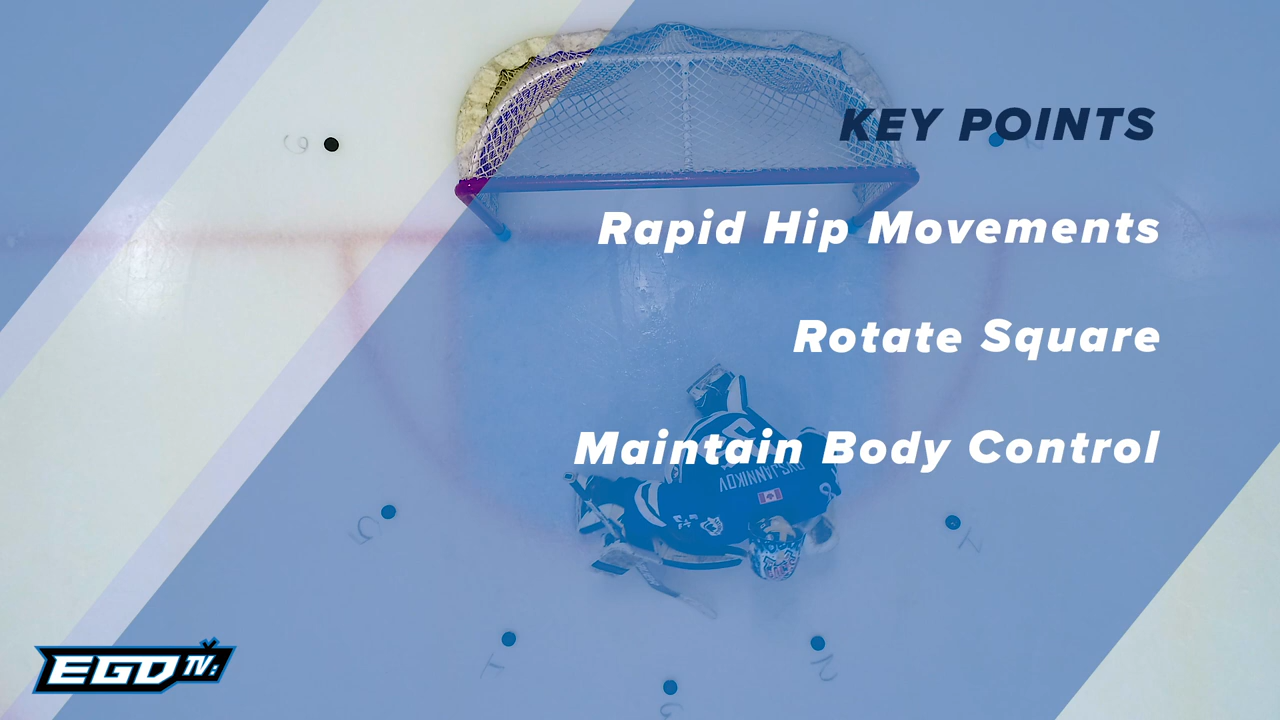 KEY POINTS
Rapid Hip Movements
Rotate Square
Maintain Body Control
EGD TV: